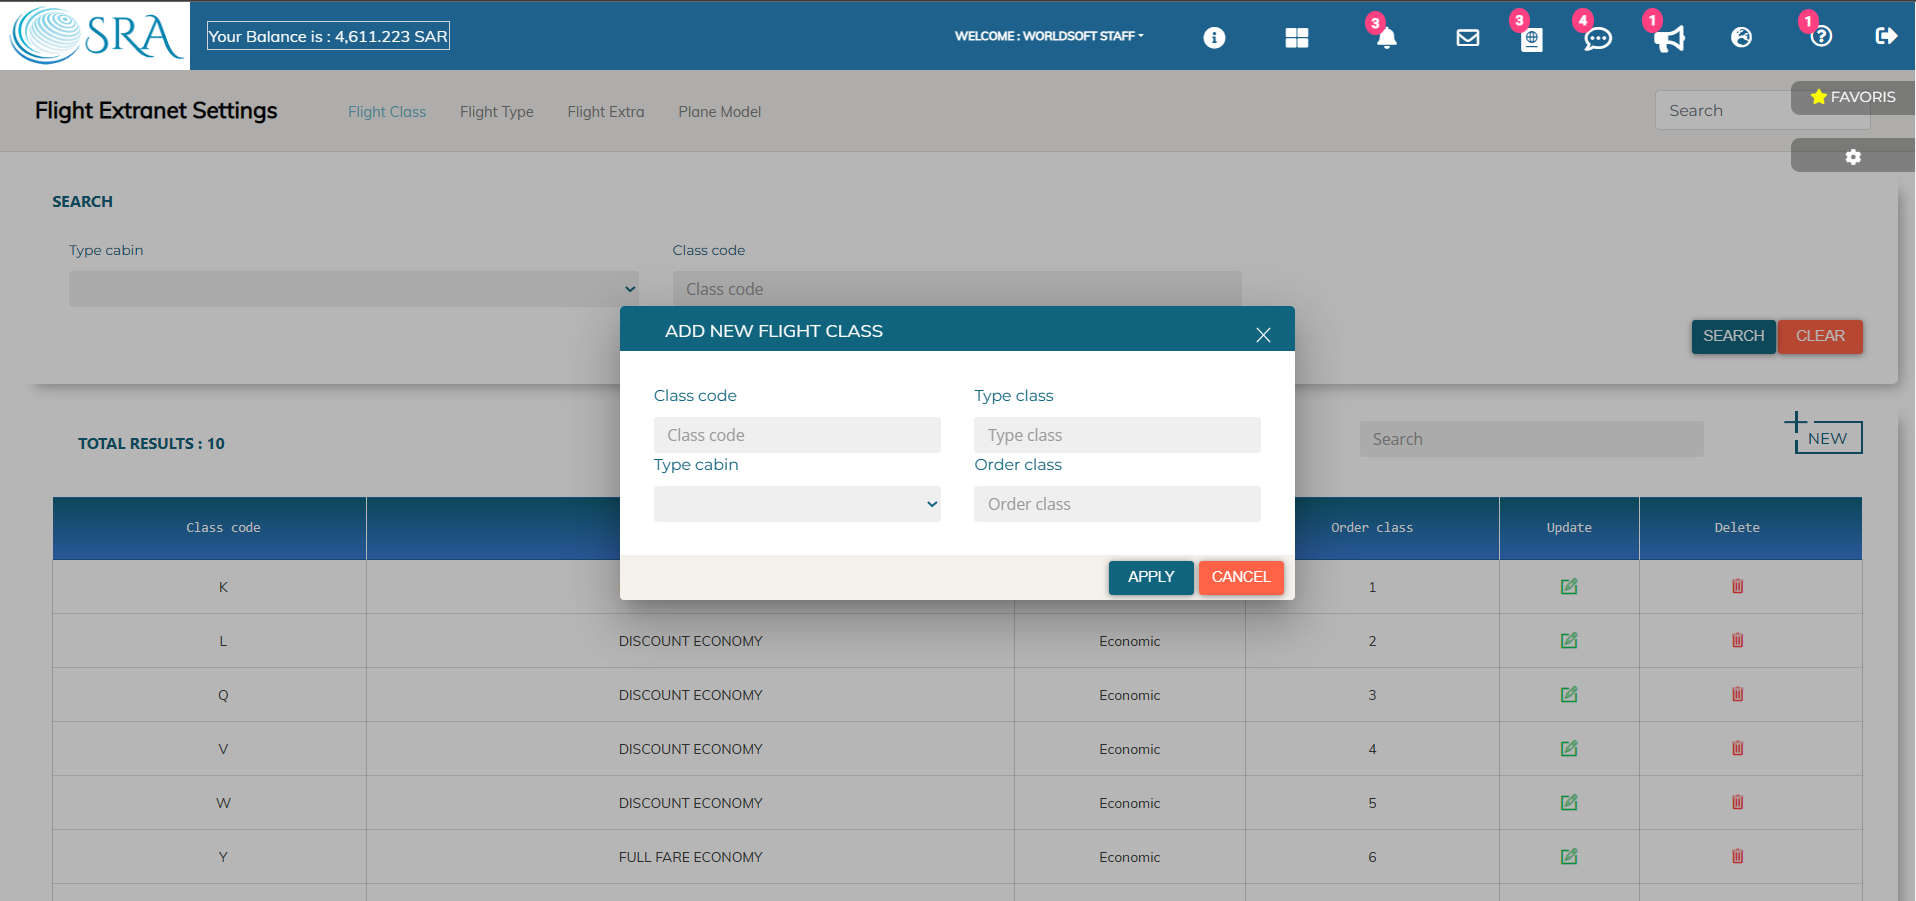 SRA
Your Balance is : 4,611.223 SAR
WELCOME : WORLDSOFT STAFF
3
3
4
1
1
Flight Extranet Settings
Flight Class
Flight Type
Flight Extra
Plane Model
Search
FAVORIS
SEARCH
Type cabin
Class code
Class code
SEARCH
CLEAR
ADD NEW FLIGHT CLASS
Class code
Type class
Class code
Type class
Type cabin
Order class
Order class
APPLY
CANCEL
TOTAL RESULTS : 10
Search
NEW
Class code
Order class
Update
Delete
K
1
L
DISCOUNT ECONOMY
Economic
2
Q
DISCOUNT ECONOMY
Economic
3
V
DISCOUNT ECONOMY
Economic
4
W
DISCOUNT ECONOMY
Economic
5
Y
FULL FARE ECONOMY
Economic
6